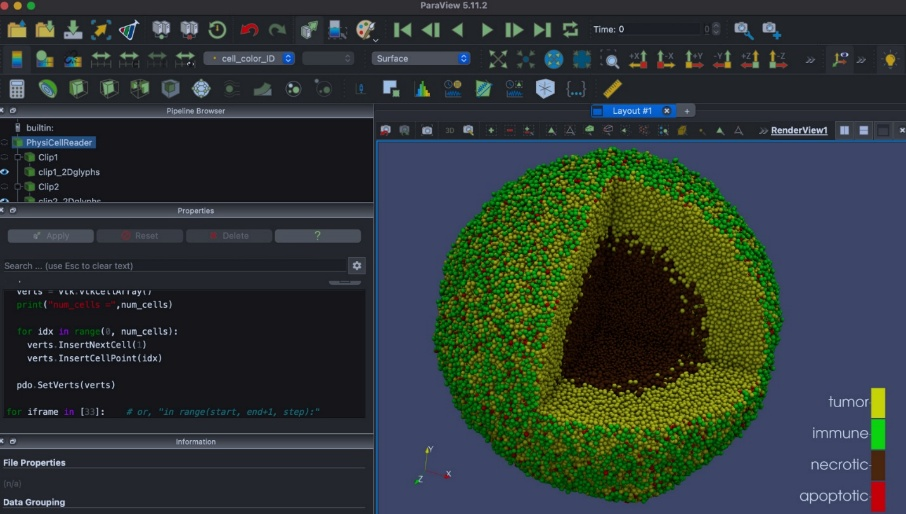 ParaView 5.11.2
Time: 0
0
cell_color_ID
Surface
+X
-X
+Y
-Y
+Z
-Z
Pipeline Browser
builtin:
PhysiCellReader
Clip1
clip1_2Dglyphs
Clip2
clip2_2Dglyphs
Properties
Apply
Reset
Delete
?
Search ... (use Esc to clear text)
verts = vtk.vtkCellArray()
print("num_cells =",num_cells)
for idx in range(0, num_cells):
verts.InsertNextCell(1)
verts.InsertCellPoint(idx)
pdo.SetVerts(verts)
for iframe in [33]: # or, "in range(start, end+1, step):"
Information
File Properties
(n/a)
Data Grouping
Layout #1
+
3D
RenderView1
Y
X
Z
tumor
immune
necrotic
apoptotic